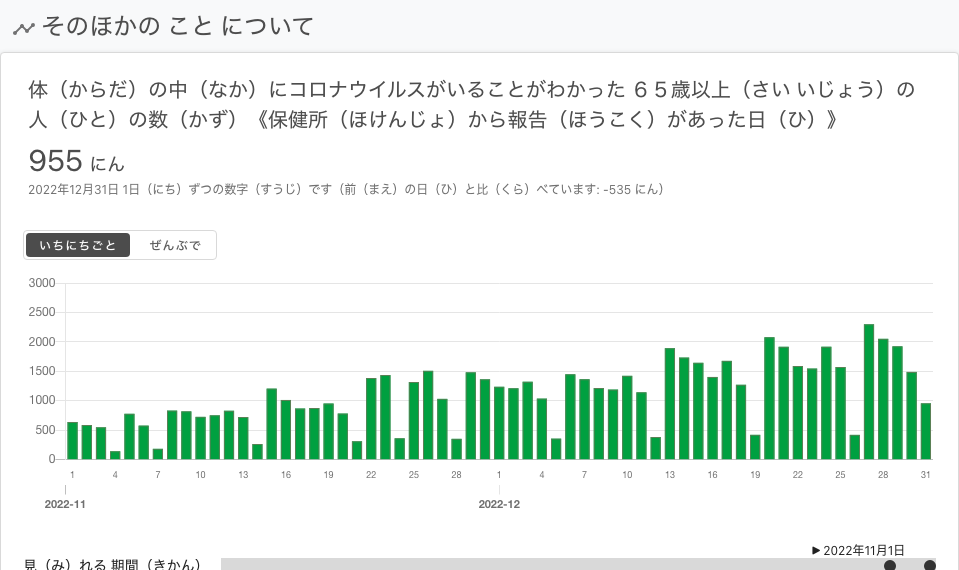 そのほかの こと について
体（からだ）の中（なか）にコロナウイルスがいることがわかった ６５歳以上（さい いじょう）の
人（ひと）の数（かず）《保健所（ほけんじょ）から報告（ほうこく）があった日（ひ）》
955 にん
2022年12月31日 1日（にち）ずつの数字（すうじ）です（前（まえ）の日（ひ）と比（くら）べています: -535 にん）
いちにちごと ぜんぶで
3000
2500
2000
1500
1000
500
0
1 4 7 10 13 16 19 22 25 28 1 4 7 10 13 16 19 22 25 28 31
2022-11 2022-12
▶ 2022年11月1日
見（み）れる 期間（きかん）